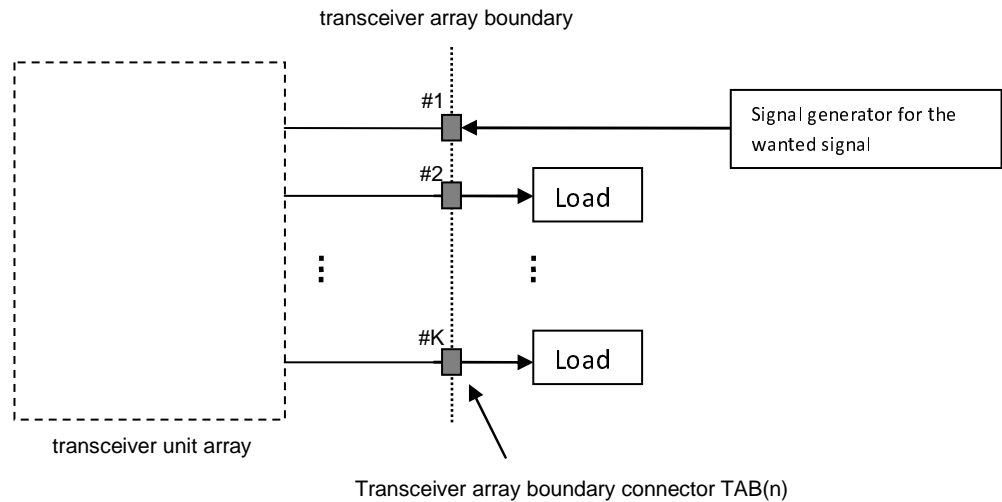 transceiver array boundary
#1
Signal generator for the
wanted signal
#2
Load
#K
Load
transceiver unit array
Transceiver array boundary connector TAB(n)